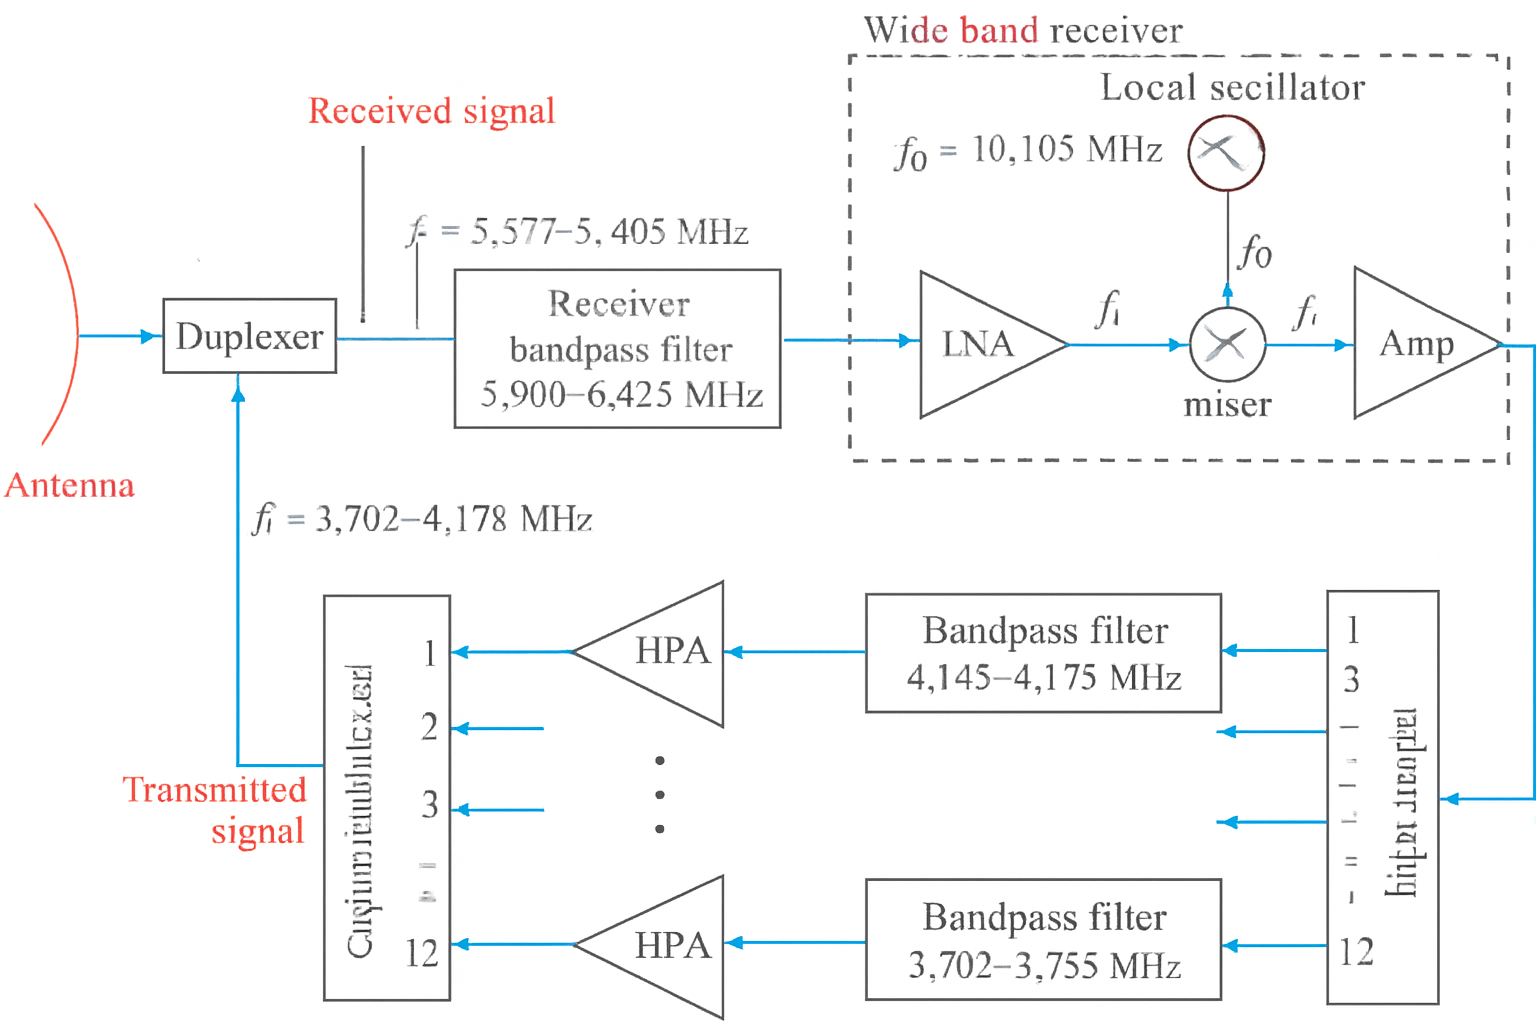 Wide band receiver
Local secillator
Received signal
f0 = 10,105 MHz
= 5,577–5, 405 MHz
f0
Receiver
bandpass filter
5,900–6,425 MHz
Duplexer
LNA
Amp
miser
Antenna
= 3,702–4,178 MHz
1
HPA
Bandpass filter
4,145–4,175 MHz
1
3
2
Transmitted
signal
3
12
HPA
Bandpass filter
3,702–3,755 MHz
12